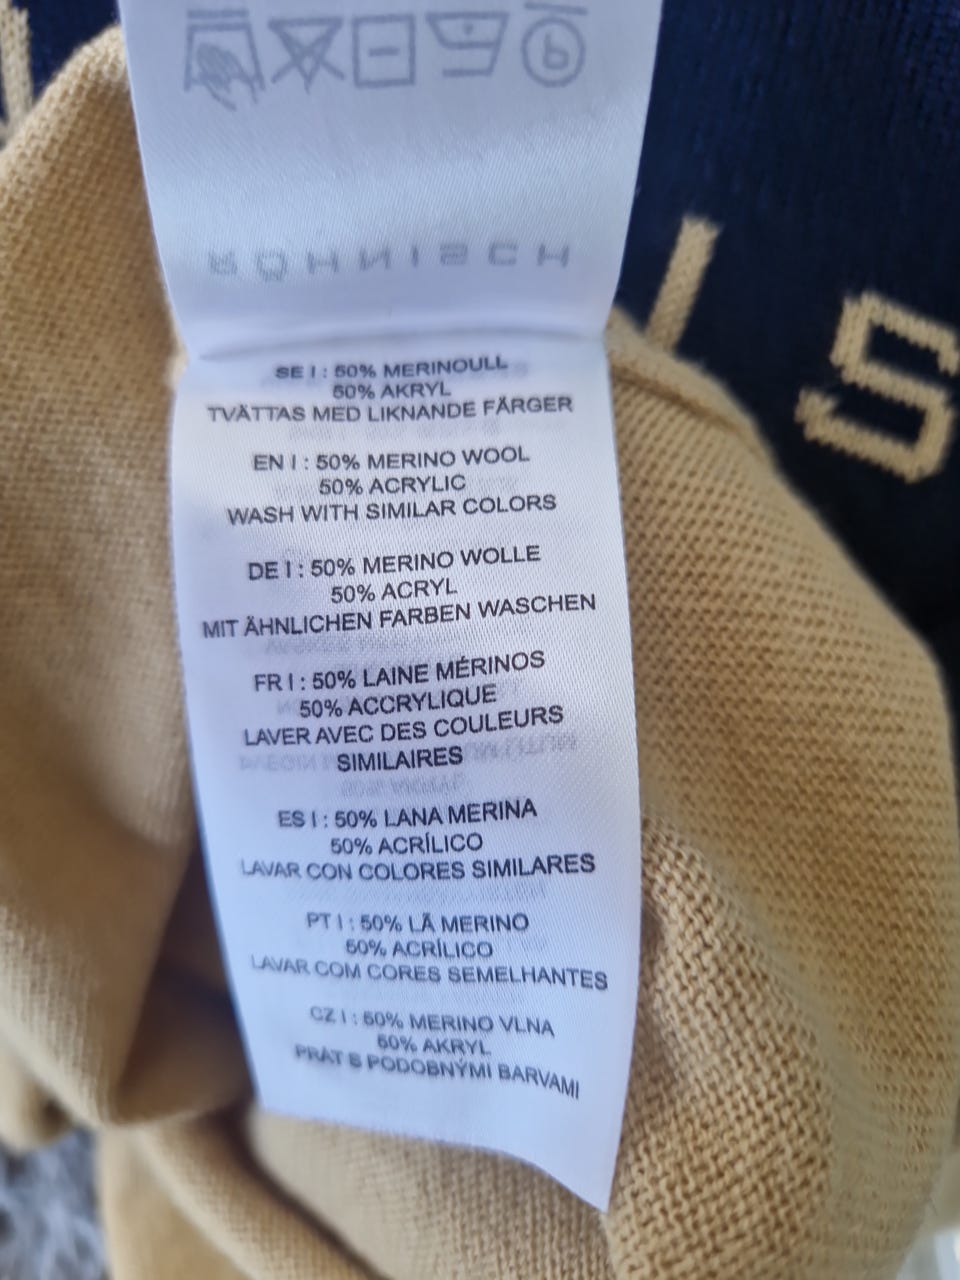 RÖHNISCH
SE I : 50% MERINOULL
50% AKRYL
TVÄTTAS MED LIKNANDE FÄRGER
EN I : 50% MERINO WOOL
50% ACRYLIC
WASH WITH SIMILAR COLORS
DE I : 50% MERINO WOLLE
50% ACRYL
MIT ÄHNLICHEN FARBEN WASCHEN
FR I : 50% LAINE MÉRINOS
50% ACCRYLIQUE
LAVER AVEC DES COULEURS
SIMILAIRES
ES I : 50% LANA MERINA
50% ACRÍLICO
LAVAR CON COLORES SIMILARES
PT I : 50% LÃ MERINO
50% ACRÍLICO
LAVAR COM CORES SEMELHANTES
CZ I : 50% MERINO VLNA
50% AKRYL
PRÁT S PODOBNÝMI BARVAMI
I S